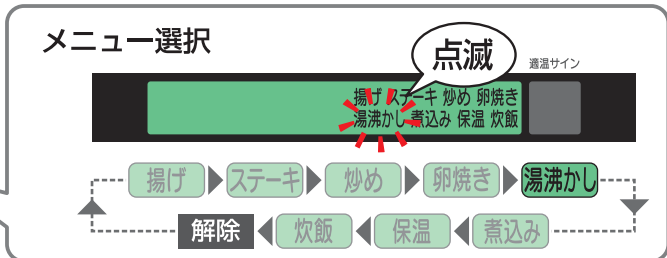 メニュー選択
点滅
適温サイン
揚げ ステーキ 炒め 卵焼き
湯沸かし 煮込み 保温 炊飯
揚げ ステーキ 炒め 卵焼き 湯沸かし
解除 炊飯 保温 煮込み